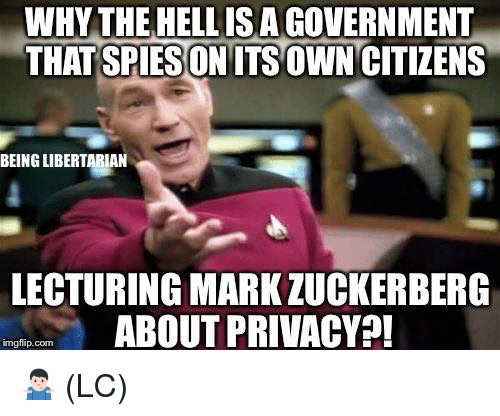 WHY THE HELL IS A GOVERNMENT
THAT SPIES ON ITS OWN CITIZENS
BEING LIBERTARIAN
LECTURING MARK ZUCKERBERG
ABOUT PRIVACY?!
imgflip.com
🤷🏻‍♂️ (LC)